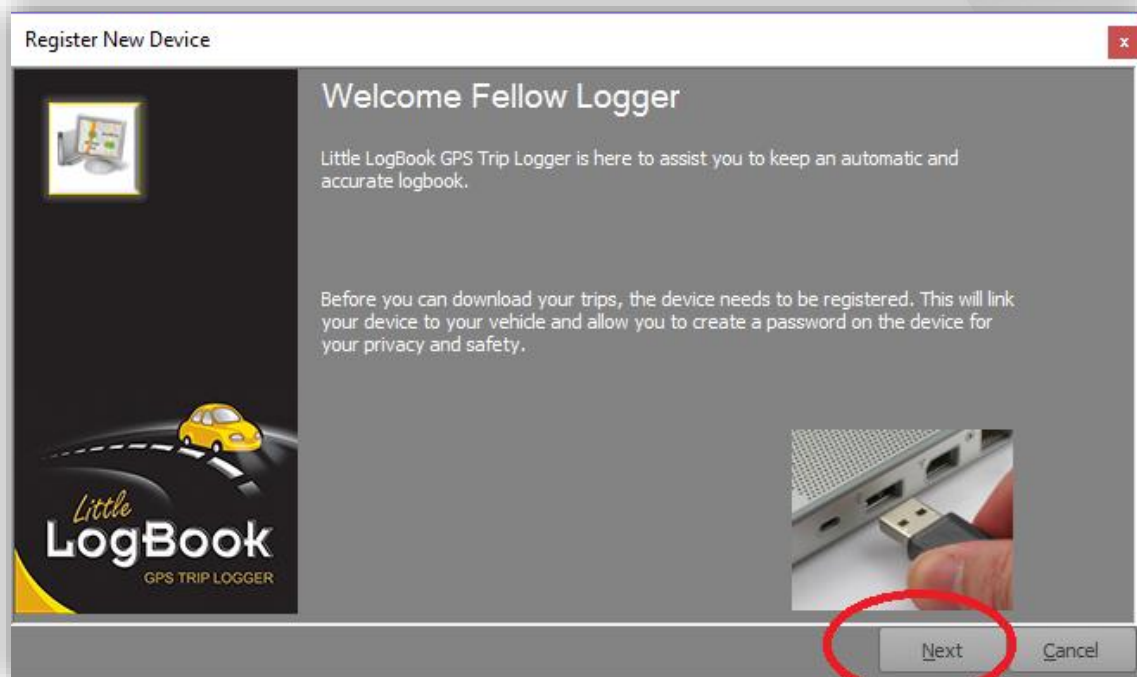 Register New Device
x
Welcome Fellow Logger
Little LogBook GPS Trip Logger is here to assist you to keep an automatic and
accurate logbook.
Before you can download your trips, the device needs to be registered. This will link
your device to your vehicle and allow you to create a password on the device for
your privacy and safety.
Little
LogBook
GPS TRIP LOGGER
Next
Cancel